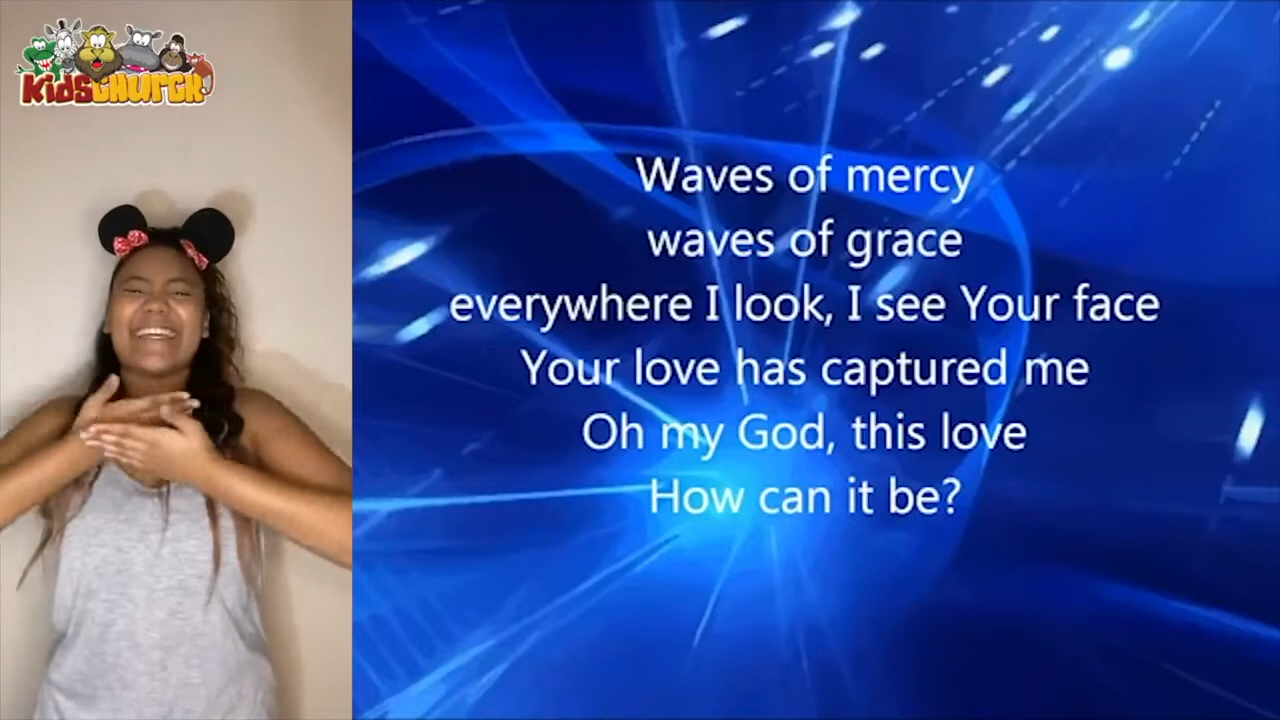 KidsCHURCH
Waves of mercy
waves of grace
everywhere I look, I see Your face
Your love has captured me
Oh my God, this love
How can it be?